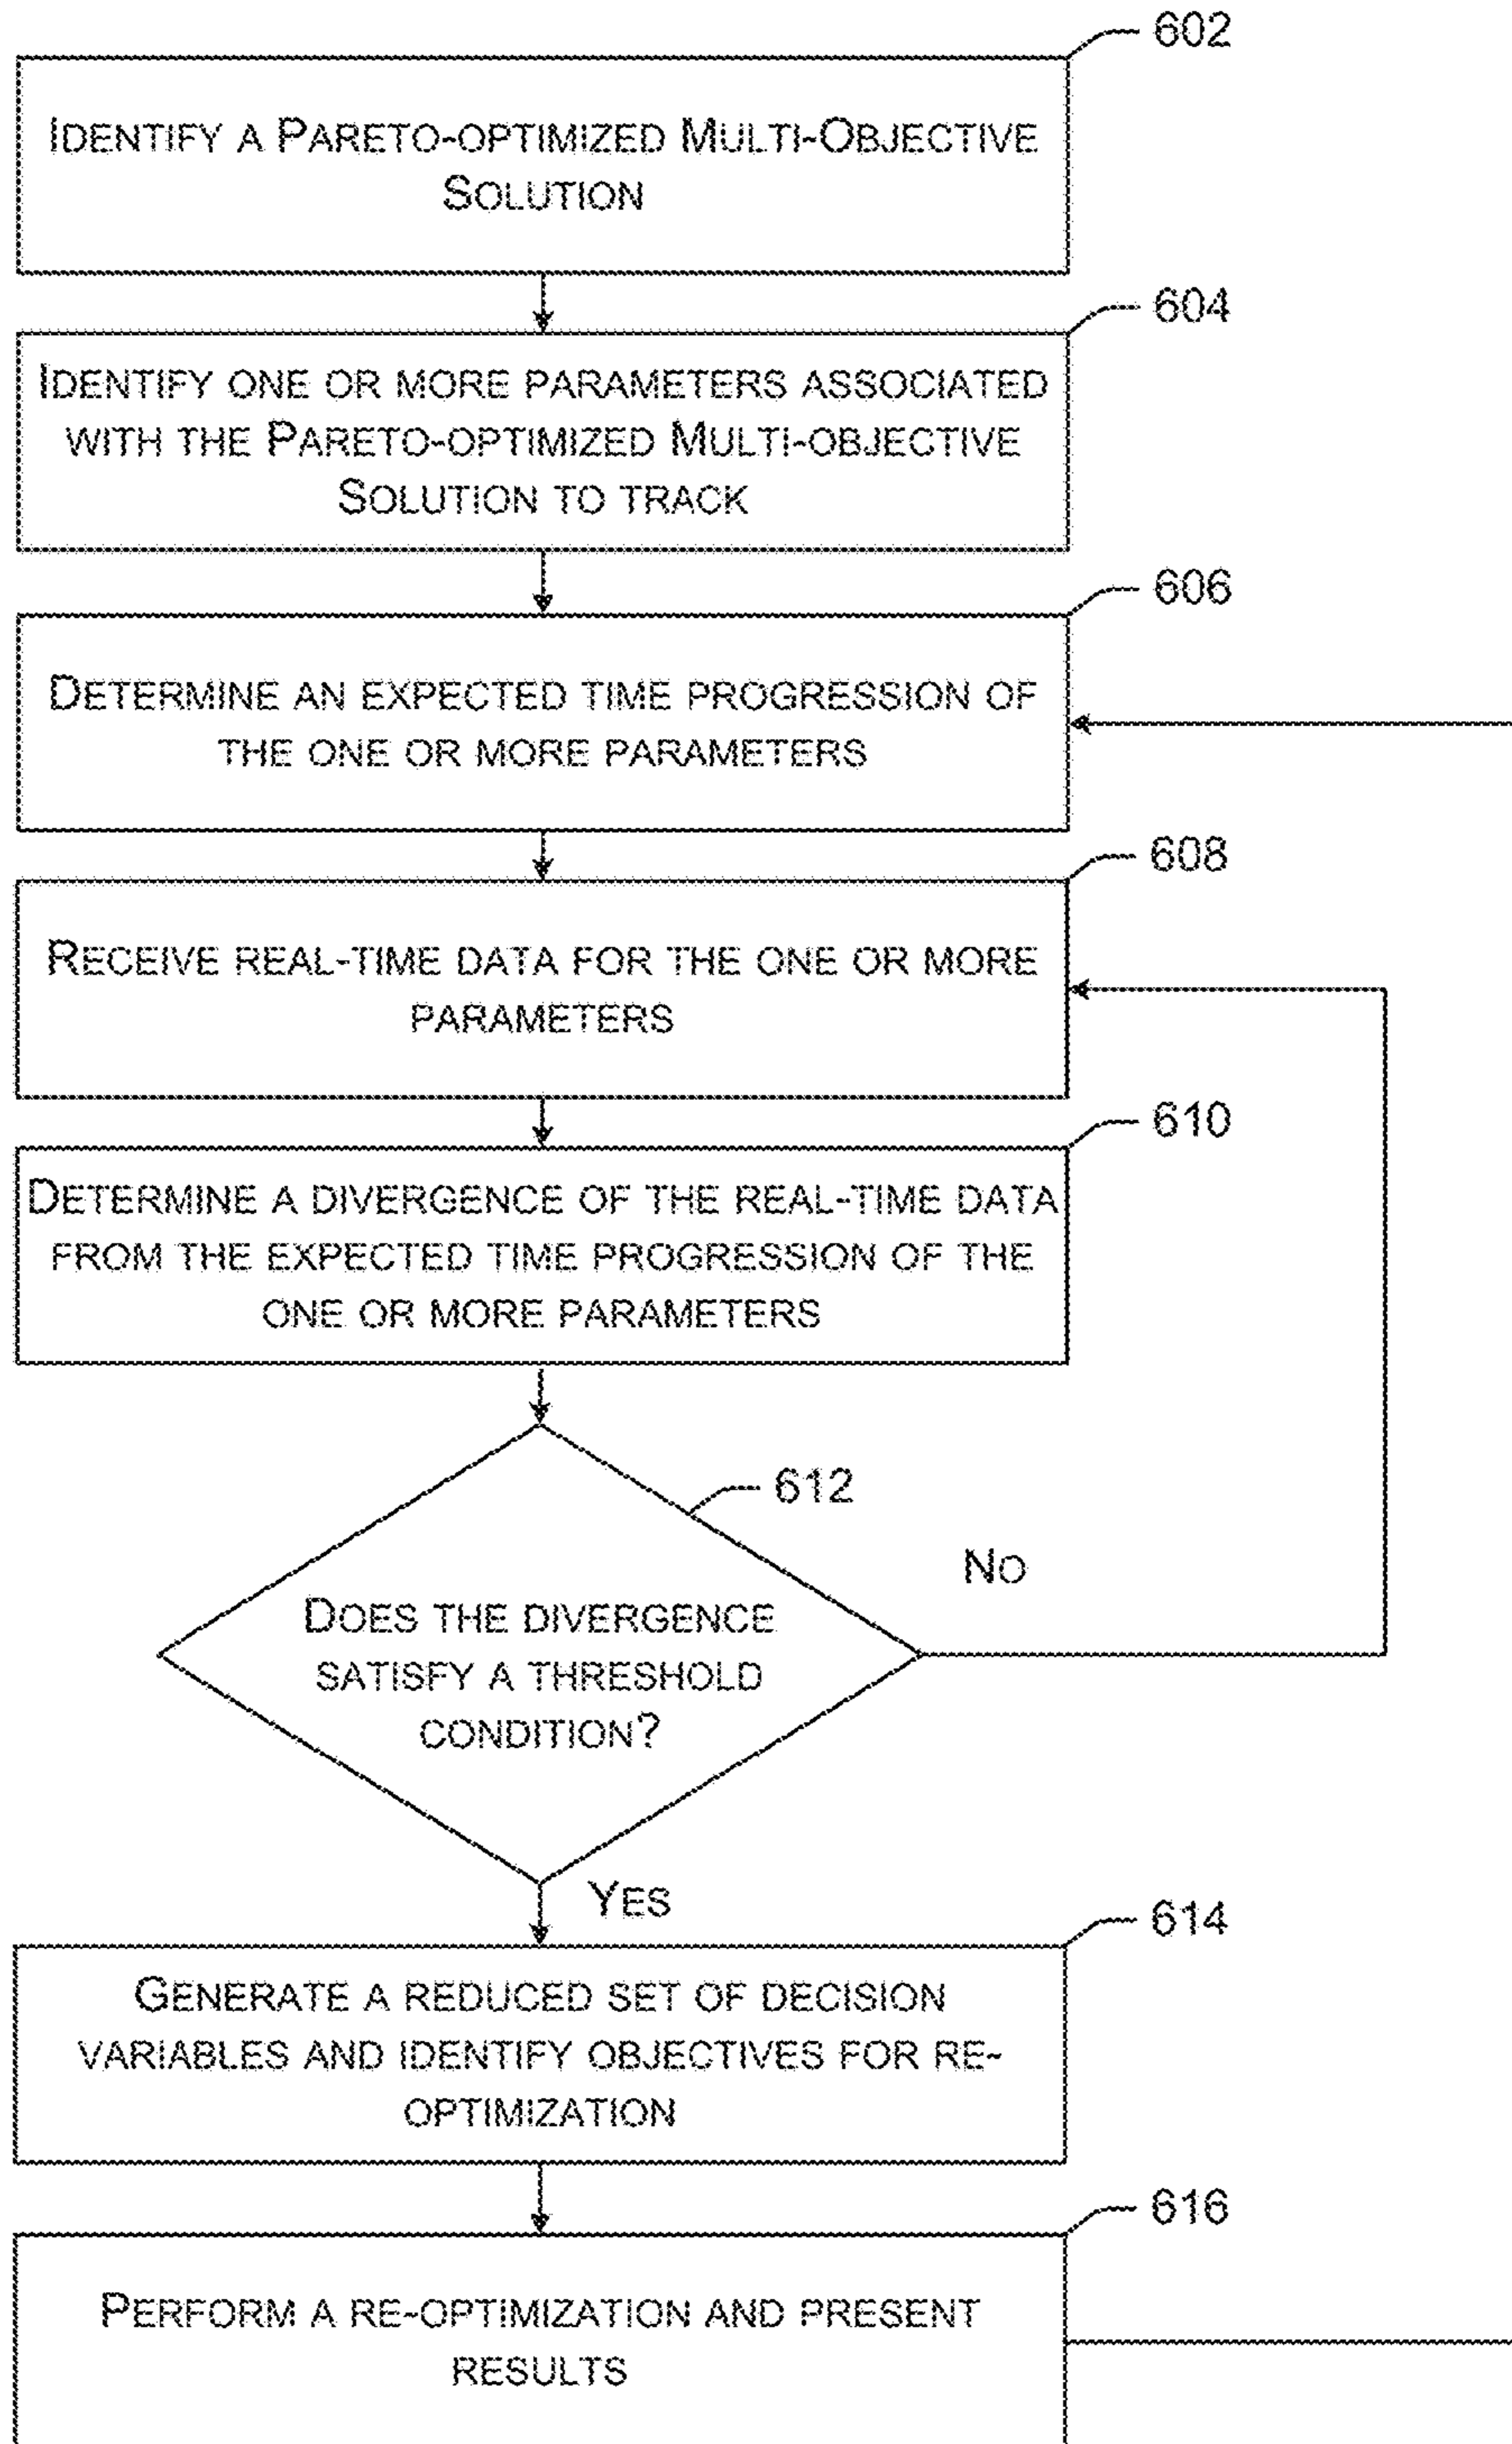 602
IDENTIFY A PARETO-OPTIMIZED MULTI-OBJECTIVE
SOLUTION
604
IDENTIFY ONE OR MORE PARAMETERS ASSOCIATED
WITH THE PARETO-OPTIMIZED MULTI-OBJECTIVE
SOLUTION TO TRACK
606
DETERMINE AN EXPECTED TIME PROGRESSION OF
THE ONE OR MORE PARAMETERS
608
RECEIVE REAL-TIME DATA FOR THE ONE OR MORE
PARAMETERS
610
DETERMINE A DIVERGENCE OF THE REAL-TIME DATA
FROM THE EXPECTED TIME PROGRESSION OF THE
ONE OR MORE PARAMETERS
612
NO
DOES THE DIVERGENCE
SATISFY A THRESHOLD
CONDITION?
YES
614
GENERATE A REDUCED SET OF DECISION
VARIABLES AND IDENTIFY OBJECTIVES FOR RE-
OPTIMIZATION
616
PERFORM A RE-OPTIMIZATION AND PRESENT
RESULTS